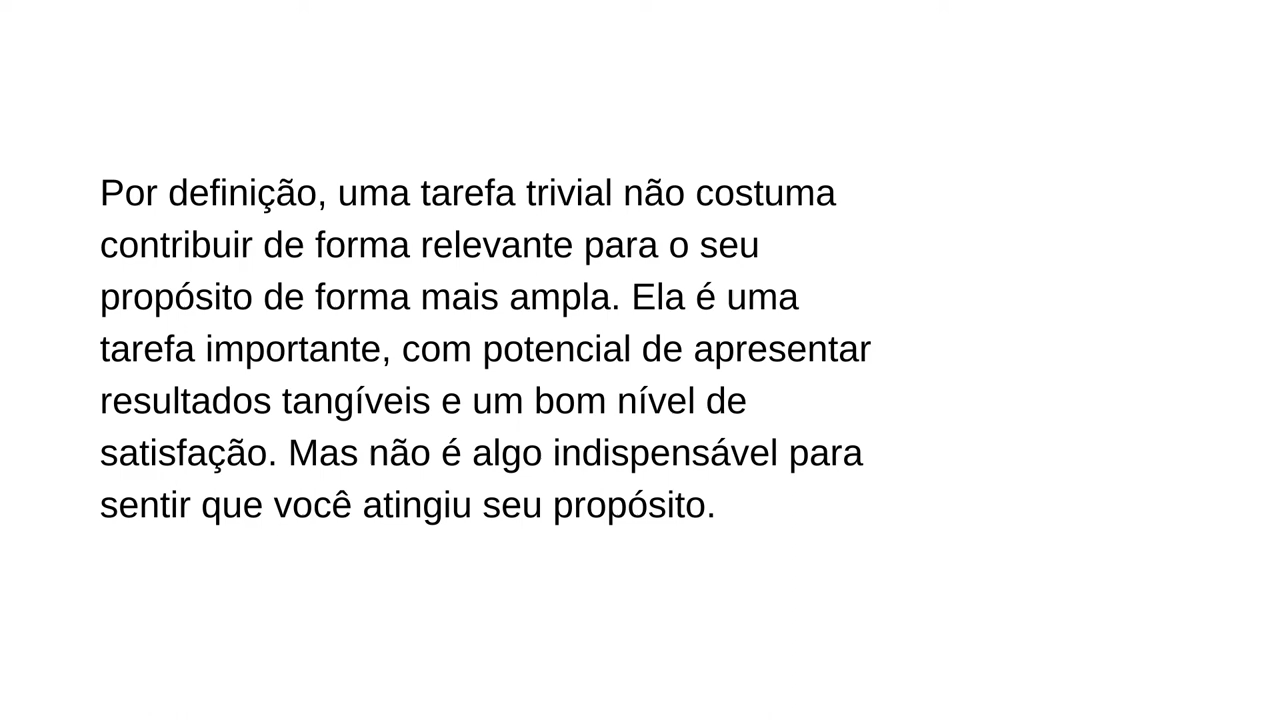 Por definição, uma tarefa trivial não costuma
contribuir de forma relevante para o seu
propósito de forma mais ampla. Ela é uma
tarefa importante, com potencial de apresentar
resultados tangíveis e um bom nível de
satisfação. Mas não é algo indispensável para
sentir que você atingiu seu propósito.